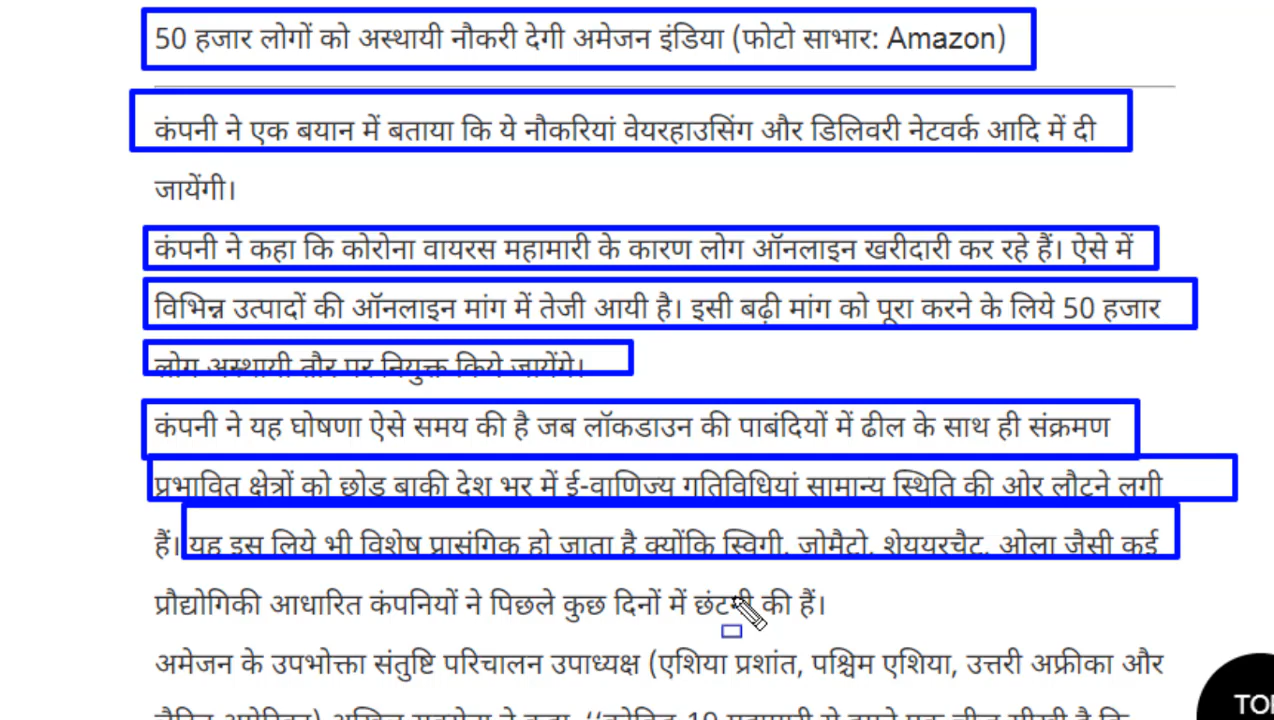 50 हजार लोगों को अस्थायी नौकरी देगी अमेजन इंडिया (फोटो साभार: Amazon)
कंपनी ने एक बयान में बताया कि ये नौकरियां वेयरहाउसिंग और डिलिवरी नेटवर्क आदि में दी
जायेंगी।
कंपनी ने कहा कि कोरोना वायरस महामारी के कारण लोग ऑनलाइन खरीदारी कर रहे हैं। ऐसे में
विभिन्न उत्पादों की ऑनलाइन मांग में तेजी आयी है। इसी बढ़ी मांग को पूरा करने के लिये 50 हजार
लोग अस्थायी तौर पर नियुक्त किये जायेंगे।
कंपनी ने यह घोषणा ऐसे समय की है जब लॉकडाउन की पाबंदियों में ढील के साथ ही संक्रमण
प्रभावित क्षेत्रों को छोड़ बाकी देश भर में ई-वाणिज्य गतिविधियां सामान्य स्थिति की ओर लौटने लगी
हैं। यह इस लिये भी विशेष प्रासंगिक हो जाता है क्योंकि स्विगी, जोमैटो, शेययरचैट, ओला जैसी कई
प्रौद्योगिकी आधारित कंपनियों ने पिछले कुछ दिनों में छंटनी की हैं।
अमेजन के उपभोक्ता संतुष्टि परिचालन उपाध्यक्ष (एशिया प्रशांत, पश्चिम एशिया, उत्तरी अफ्रीका और